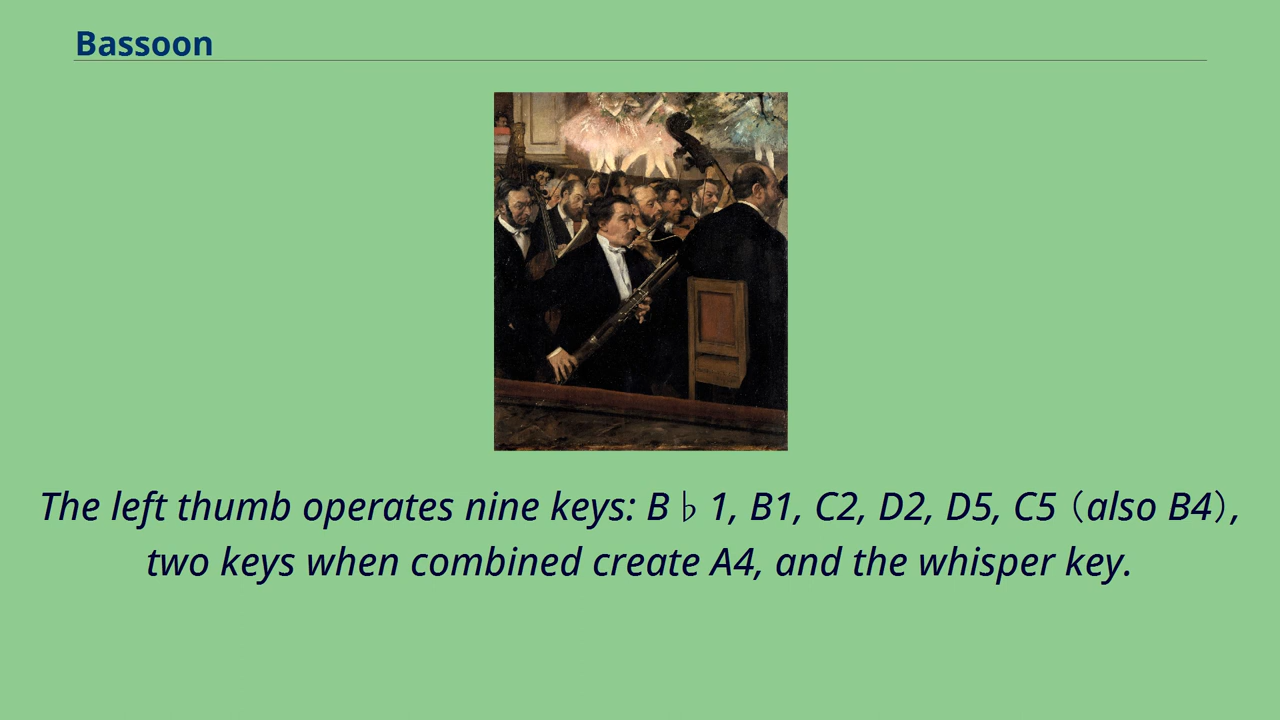 Bassoon
The left thumb operates nine keys: B♭1, B1, C2, D2, D5, C5 (also B4),
two keys when combined create A4, and the whisper key.